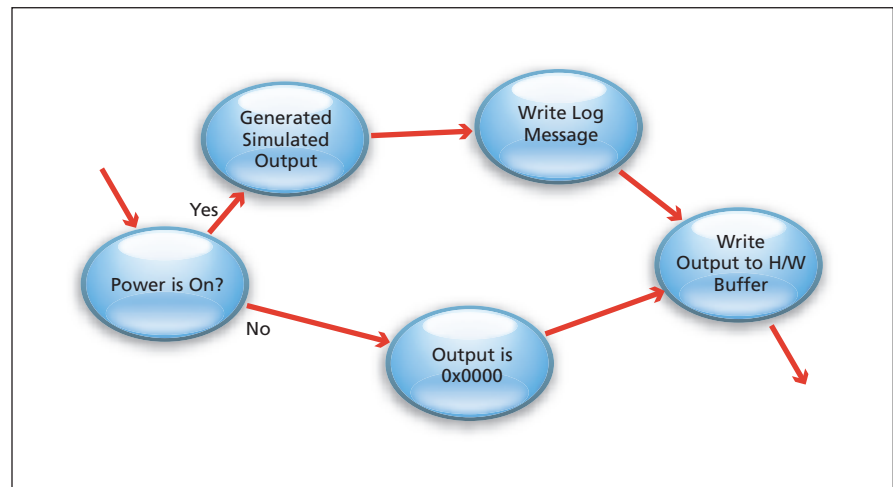 Generated
Simulated
Output
Write Log
Message
Yes
Power is On?
Write
Output to H/W
Buffer
No
Output is
0x0000